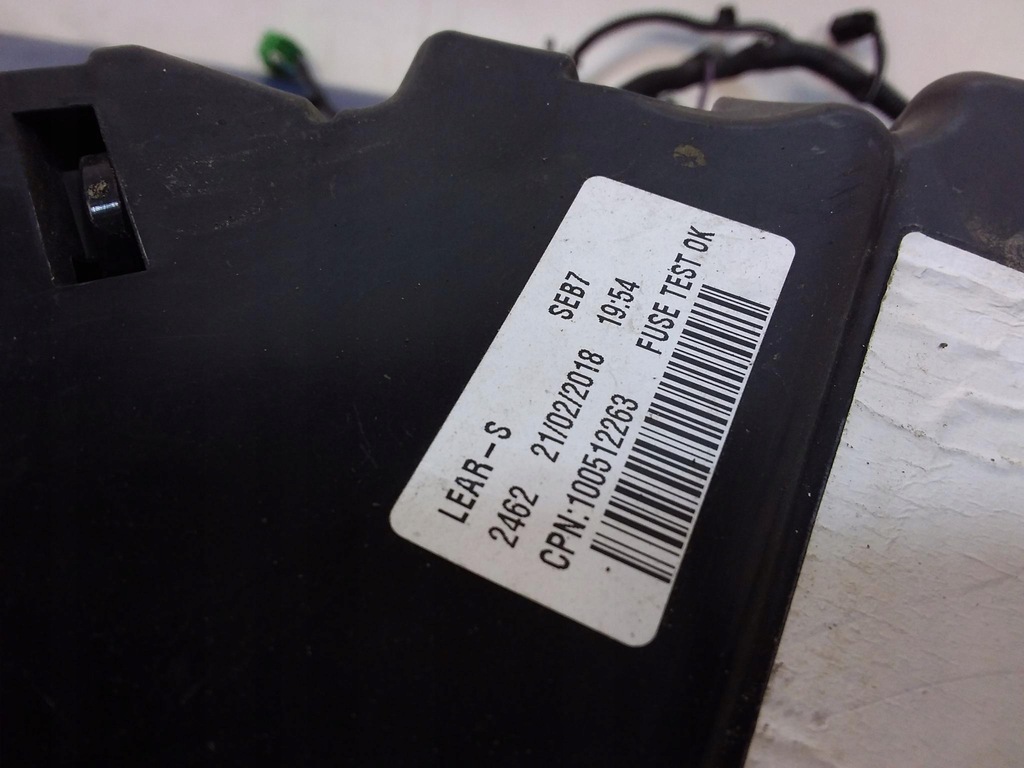 LEAR-S SEB7
2462 21/02/2018 19:54
CPN:100512263 FUSE TEST OK